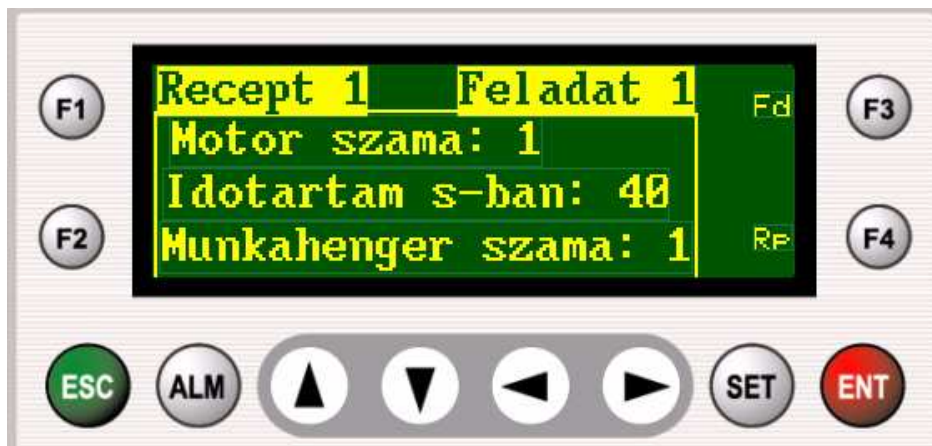 Recept 1 Feladat 1
Motor szama: 1
Idotartam s-ban: 40
Munkahenger szama: 1
F1
F2
Fd
Rp
F3
F4
ESC ALM SET ENT